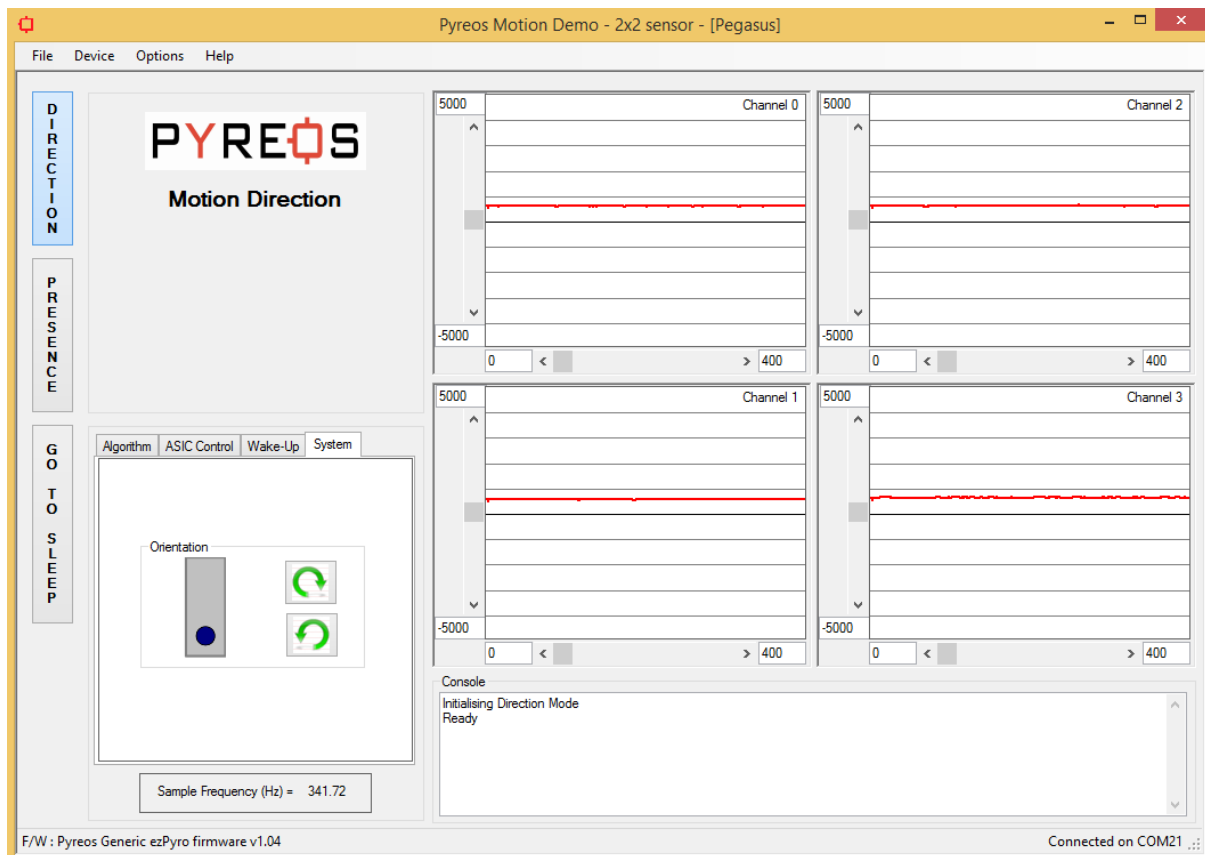 Pyreos Motion Demo - 2x2 sensor - [Pegasus]
File Device Options Help
DIRECTION
PRESENCE
GO TO SLEEP
PYREOS
Motion Direction
Algorithm ASIC Control Wake-Up System
Orientation
Sample Frequency (Hz) = 341.72
5000 Channel 0
-5000
0 < > 400
5000 Channel 2
-5000
0 < > 400
5000 Channel 1
-5000
0 < > 400
5000 Channel 3
-5000
0 < > 400
Console
Initialising Direction Mode
Ready
F/W : Pyreos Generic ezPyro firmware v1.04
Connected on COM21